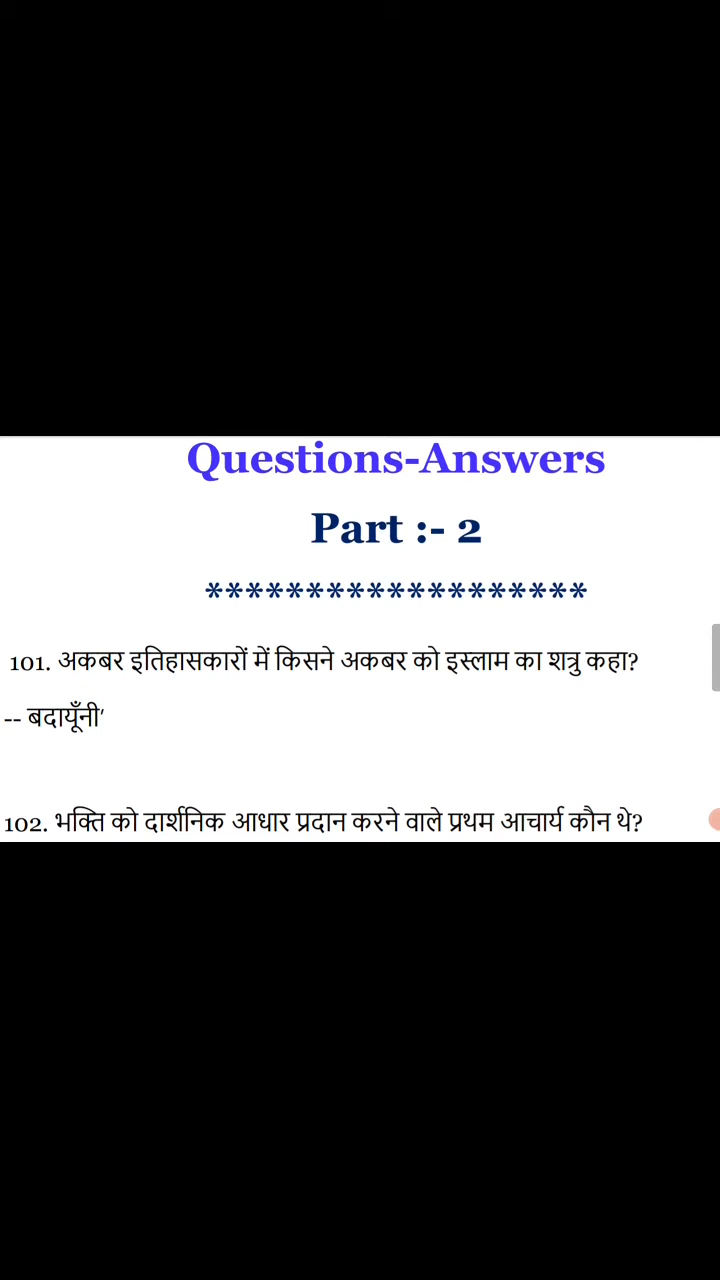 Questions-Answers
Part :- 2
*******************
101. अकबर इतिहासकारों में किसने अकबर को इस्लाम का शत्रु कहा?
-- बदायूँनी'
102. भक्ति को दार्शनिक आधार प्रदान करने वाले प्रथम आचार्य कौन थे?